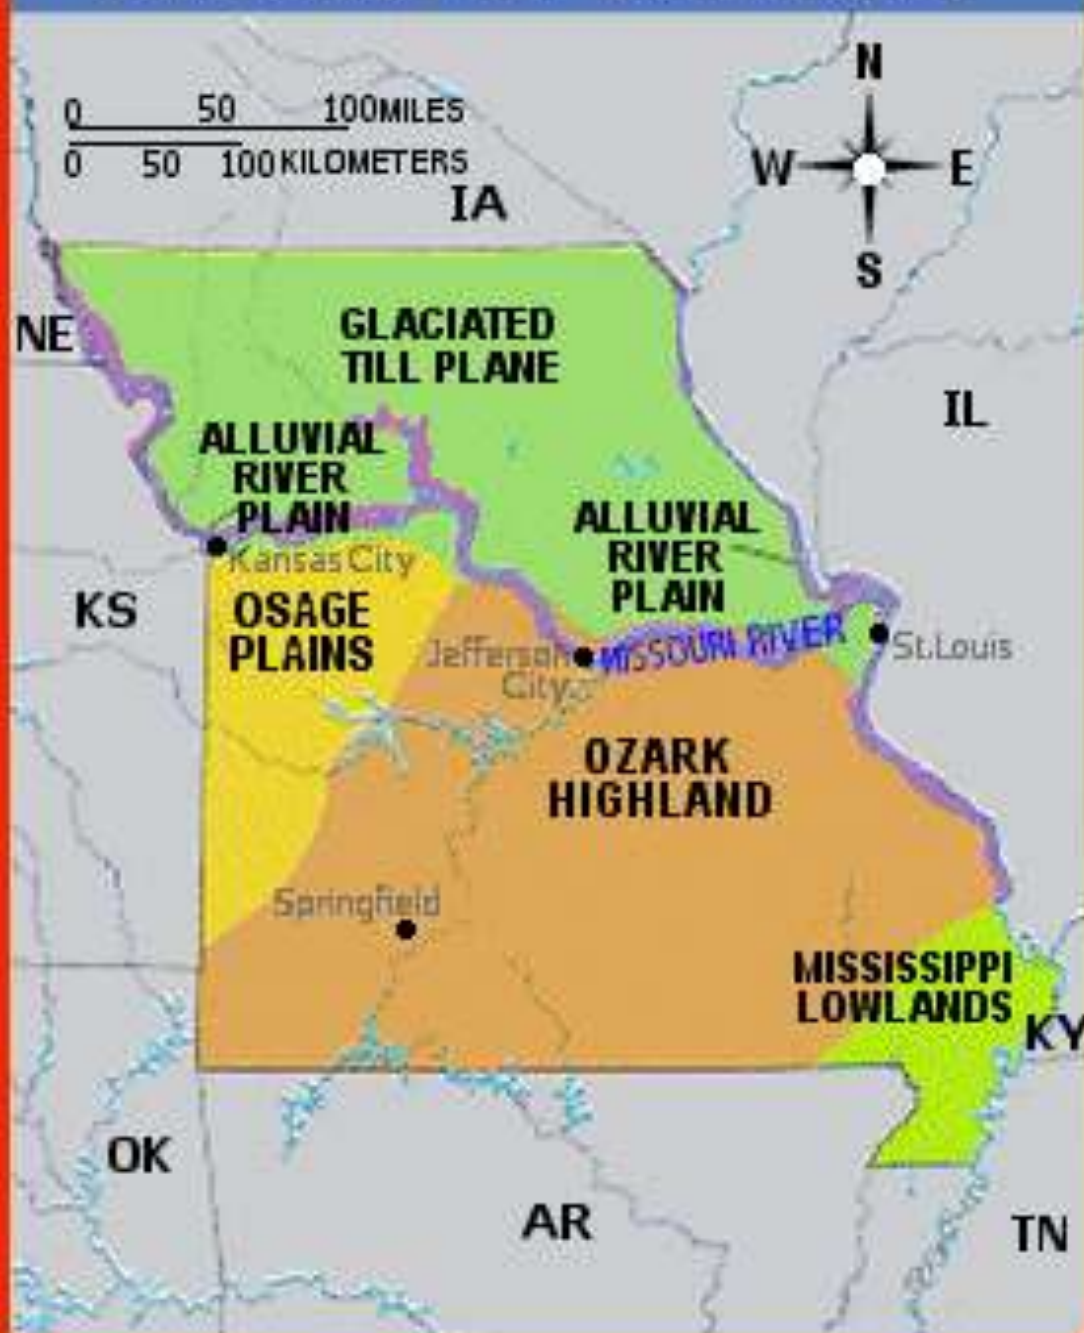 N
0 50 100MILES
W E
0 50 100KILOMETERS
IA
S
NE
GLACIATED
TILL PLANE
IL
ALLUVIAL
RIVER
PLAIN
ALLUVIAL
RIVER
PLAIN
Kansas City
KS
OSAGE
PLAINS
Jefferson
City
MISSOURI RIVER
St.Louis
OZARK
HIGHLAND
Springfield
MISSISSIPPI
LOWLANDS
KY
OK
AR
TN